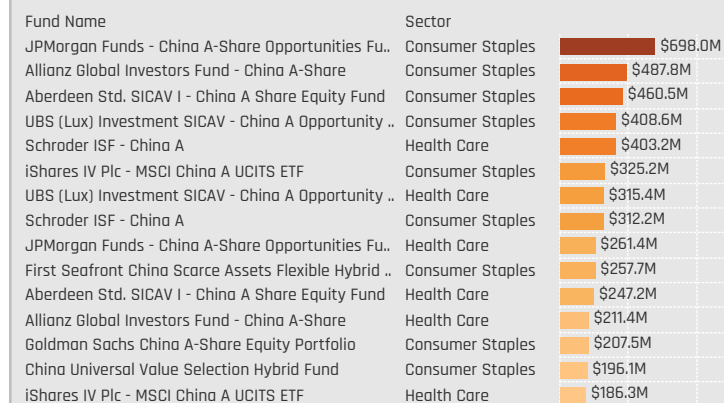 Fund Name Sector
JPMorgan Funds - China A-Share Opportunities Fu.. Consumer Staples $698.0M
Allianz Global Investors Fund - China A-Share Consumer Staples $487.8M
Aberdeen Std. SICAV I - China A Share Equity Fund Consumer Staples $460.5M
UBS (Lux) Investment SICAV - China A Opportunity .. Consumer Staples $408.6M
Schroder ISF - China A Health Care $403.2M
iShares IV Plc - MSCI China A UCITS ETF Consumer Staples $325.2M
UBS (Lux) Investment SICAV - China A Opportunity .. Health Care $315.4M
Schroder ISF - China A Consumer Staples $312.2M
JPMorgan Funds - China A-Share Opportunities Fu.. Health Care $261.4M
First Seafront China Scarce Assets Flexible Hybrid .. Consumer Staples $257.7M
Aberdeen Std. SICAV I - China A Share Equity Fund Health Care $247.2M
Allianz Global Investors Fund - China A-Share Health Care $211.4M
Goldman Sachs China A-Share Equity Portfolio Consumer Staples $207.5M
China Universal Value Selection Hybrid Fund Consumer Staples $196.1M
iShares IV Plc - MSCI China A UCITS ETF Health Care $186.3M